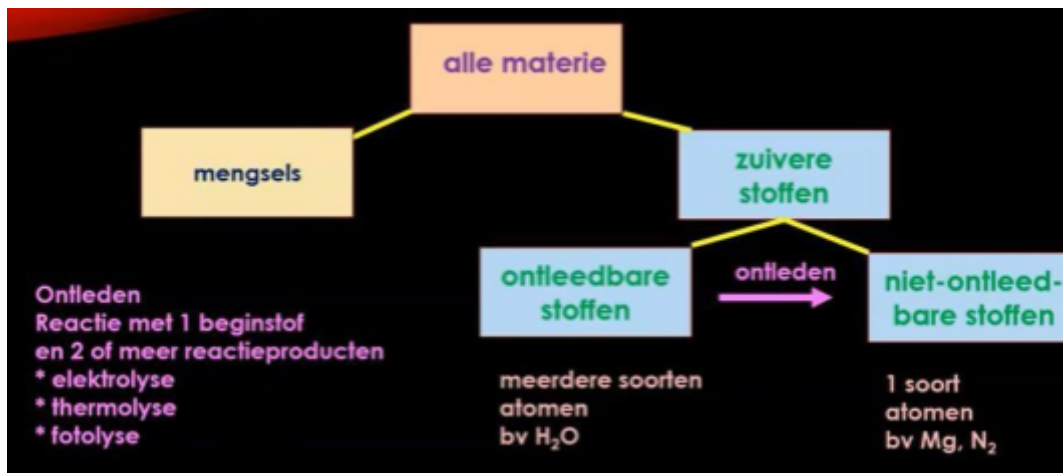 alle materie
mengsels
zuivere
stoffen
ontleedbare
stoffen
ontleden
niet-ontleed-
bare stoffen
Ontleden
Reactie met 1 beginstof
en 2 of meer reactieproducten
* elektrolyse
* thermolyse
* fotolyse
meerdere soorten
atomen
bv H₂O
1 soort
atomen
bv Mg, N₂